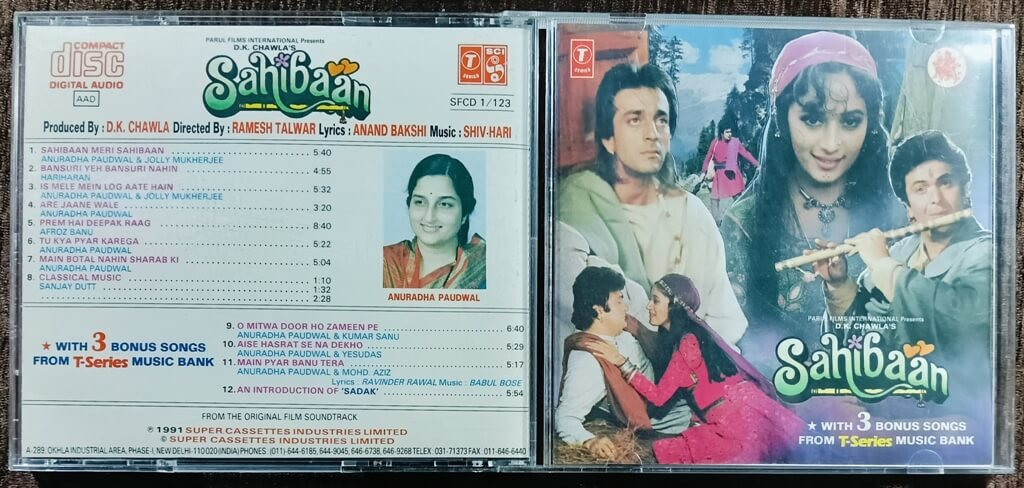 COMPACT
disc
DIGITAL AUDIO
AAD
PARUL FILMS INTERNATIONAL Presents
D.K. CHAWLA'S
Sahibaan
T
T-SERIES
SCI
SFCD 1/123
Produced By : D.K. CHAWLA Directed By : RAMESH TALWAR Lyrics : ANAND BAKSHI Music : SHIV-HARI
1. SAHIBAAN MERI SAHIBAAN 5:40
ANURADHA PAUDWAL & JOLLY MUKHERJEE
2. BANSURI YEH BANSURI NAHIN 4:55
HARIHARAN
3. IS MELE MEIN LOG AATE HAIN 5:32
ANURADHA PAUDWAL & JOLLY MUKHERJEE
4. ARE JAANE WALE 3:20
ANURADHA PAUDWAL
5. PREM HAI DEEPAK RAAG 8:40
AFROZ BANU
6. TU KYA PYAR KAREGA 5:22
ANURADHA PAUDWAL
7. MAIN BOTAL NAHIN SHARAB KI 5:04
ANURADHA PAUDWAL
8. CLASSICAL MUSIC 1:10
SANJAY DUTT 1:32
2:28
ANURADHA PAUDWAL
★ WITH 3 BONUS SONGS
FROM T-Series MUSIC BANK
9. O MITWA DOOR HO ZAMEEN PE 6:40
ANURADHA PAUDWAL & KUMAR SANU
10. AISE HASRAT SE NA DEKHO 5:29
ANURADHA PAUDWAL & YESUDAS
11. MAIN PYAR BANU TERA 5:17
ANURADHA PAUDWAL & MOHD. AZIZ
Lyrics : RAVINDER RAWAL Music : BABUL BOSE
12. AN INTRODUCTION OF 'SADAK' 5:54
FROM THE ORIGINAL FILM SOUNDTRACK
℗ 1991 SUPER CASSETTES INDUSTRIES LIMITED
© SUPER CASSETTES INDUSTRIES LIMITED
A-289, OKHLA INDUSTRIAL AREA, PHASE-I, NEW DELHI-110 020 (INDIA) PHONES: (011)-644-6185, 644-9045, 646-6738, 646-9268 TELEX : 031-71373 FAX :011-646-6440
T
PARUL FILMS INTERNATIONAL Presents
D.K. CHAWLA'S
Sahibaan
★ WITH 3 BONUS SONGS
FROM T-Series MUSIC BANK